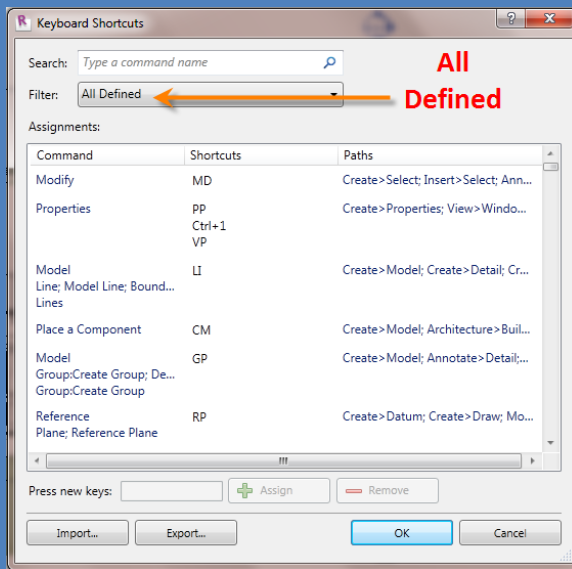 R Keyboard Shortcuts
Search: Type a command name
All
Filter: All Defined
Defined
Assignments:
Command Shortcuts Paths
Modify MD Create>Select; Insert>Select; Ann...
Properties PP Create>Properties; View>Windo...
Ctrl+1
VP
Model LI Create>Model; Create>Detail; Cr...
Line; Model Line; Bound...
Lines
Place a Component CM Create>Model; Architecture>Buil...
Model GP Create>Model; Annotate>Detail;...
Group:Create Group; De...
Group:Create Group
Reference RP Create>Datum; Create>Draw; Mo...
Plane; Reference Plane
Press new keys: Assign Remove
Import... Export... OK Cancel